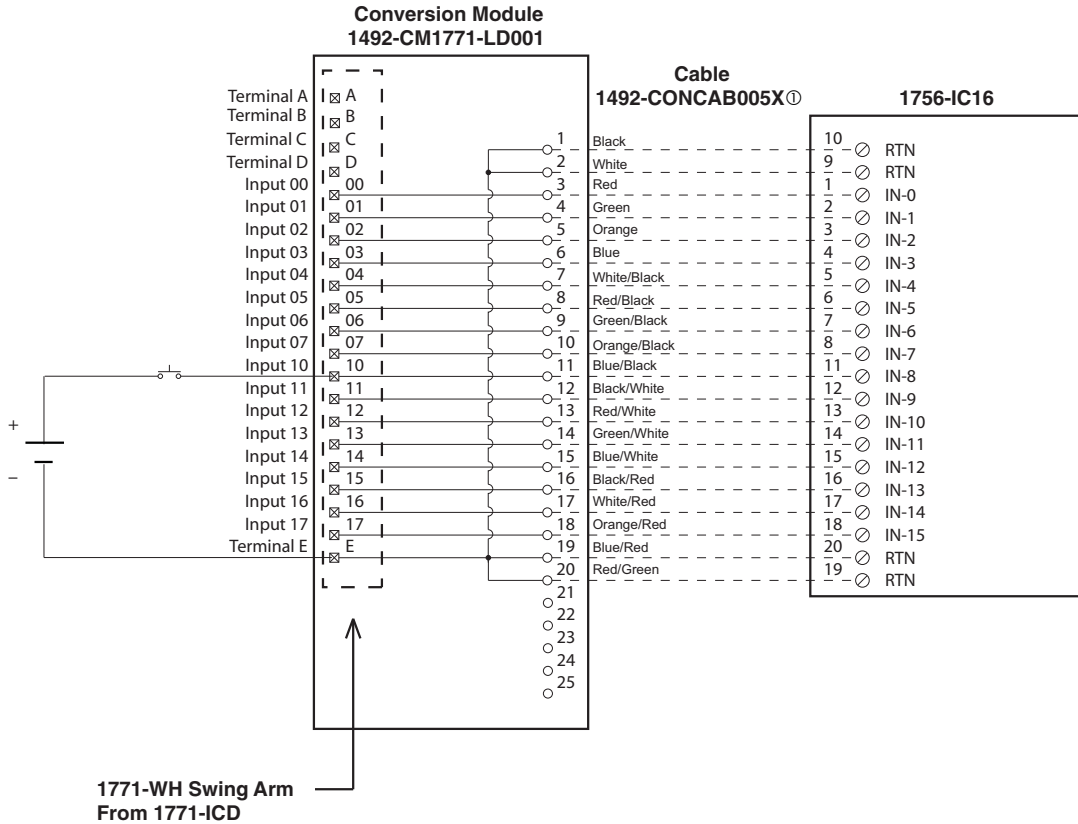 Conversion Module
1492-CM1771-LD001
Cable
1492-CONCAB005X①
1756-IC16
Terminal A A
Terminal B B
Terminal C C 1 Black 10 RTN
Terminal D D 2 White 9 RTN
Input 00 00 3 Red 1 IN-0
Input 01 01 4 Green 2 IN-1
Input 02 02 5 Orange 3 IN-2
Input 03 03 6 Blue 4 IN-3
Input 04 04 7 White/Black 5 IN-4
Input 05 05 8 Red/Black 6 IN-5
Input 06 06 9 Green/Black 7 IN-6
Input 07 07 10 Orange/Black 8 IN-7
Input 10 10 11 Blue/Black 11 IN-8
Input 11 11 12 Black/White 12 IN-9
Input 12 12 13 Red/White 13 IN-10
+
Input 13 13 14 Green/White 14 IN-11
Input 14 14 15 Blue/White 15 IN-12
–
Input 15 15 16 Black/Red 16 IN-13
Input 16 16 17 White/Red 17 IN-14
Input 17 17 18 Orange/Red 18 IN-15
Terminal E E 19 Blue/Red 20 RTN
20 Red/Green 19 RTN
21
22
23
24
25
1771-WH Swing Arm
From 1771-ICD